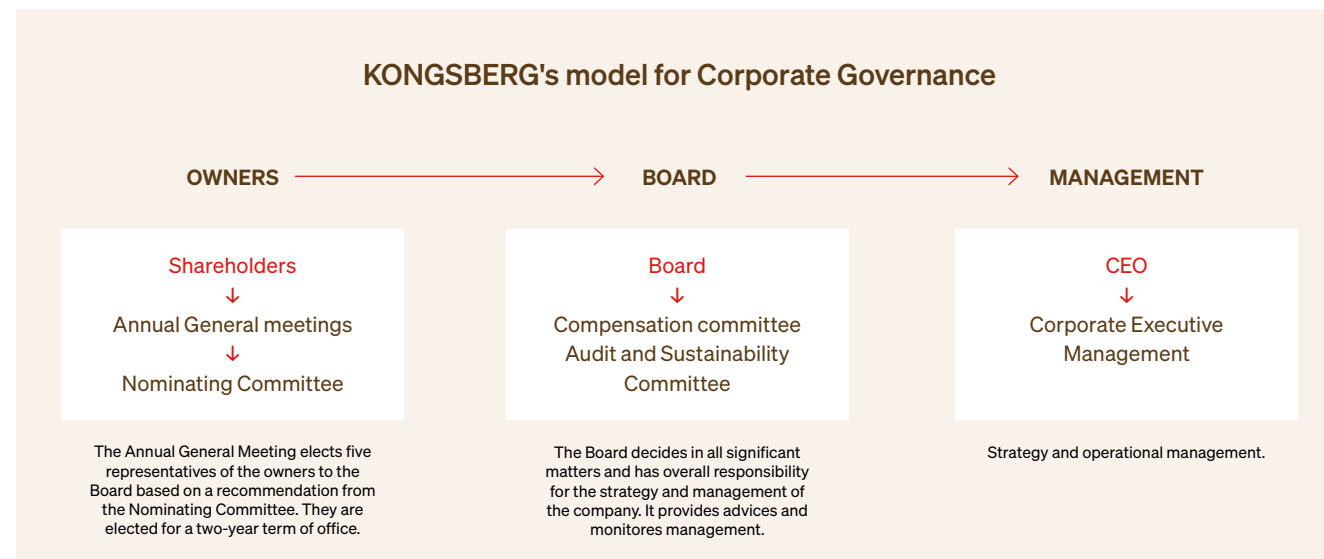 KONGSBERG's model for Corporate Governance
OWNERS
BOARD
MANAGEMENT
Shareholders
↓
Annual General meetings
↓
Nominating Committee
The Annual General Meeting elects five
representatives of the owners to the
Board based on a recommendation from
the Nominating Committee. They are
elected for a two-year term of office.
Board
↓
Compensation committee
Audit and Sustainability
Committee
The Board decides in all significant
matters and has overall responsibility
for the strategy and management of
the company. It provides advices and
monitores management.
CEO
↓
Corporate Executive
Management
Strategy and operational management.